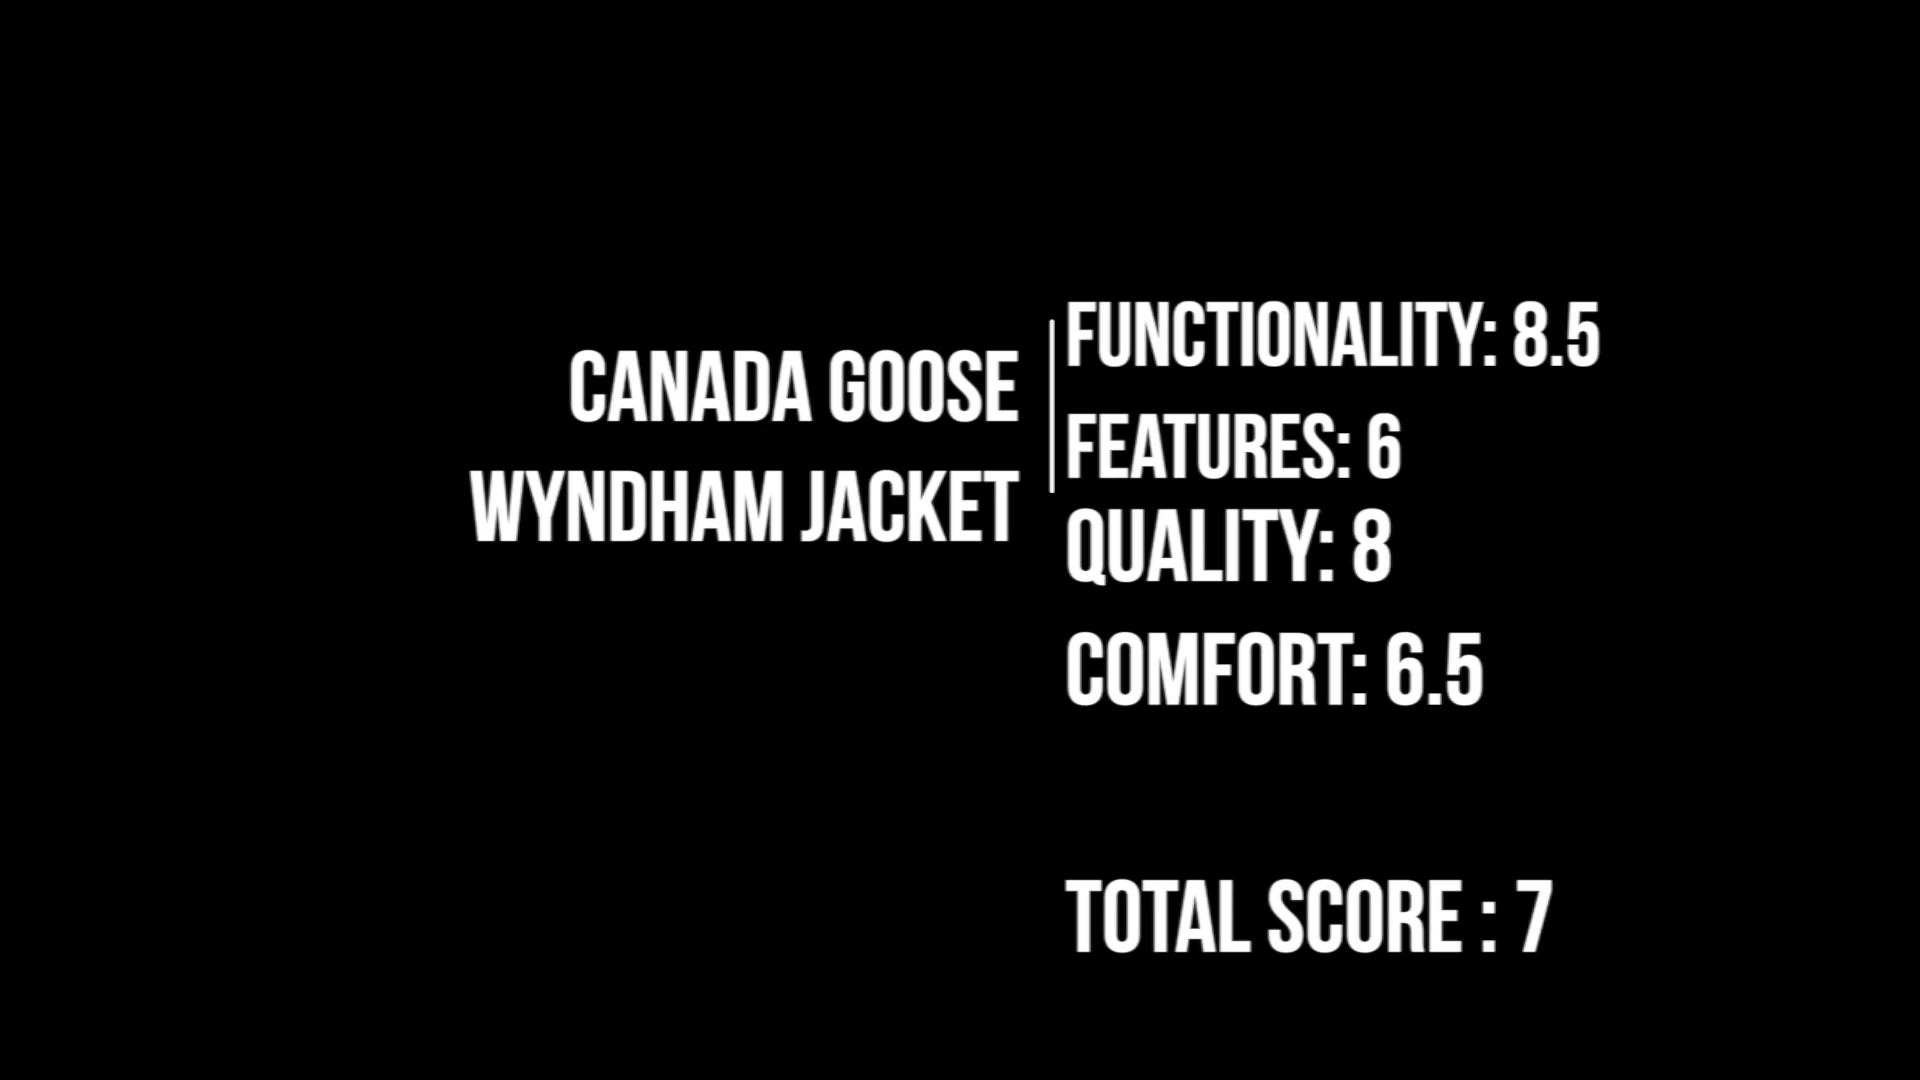 CANADA GOOSE
WYNDHAM JACKET
FUNCTIONALITY: 8.5
FEATURES: 6
QUALITY: 8
COMFORT: 6.5
TOTAL SCORE : 7